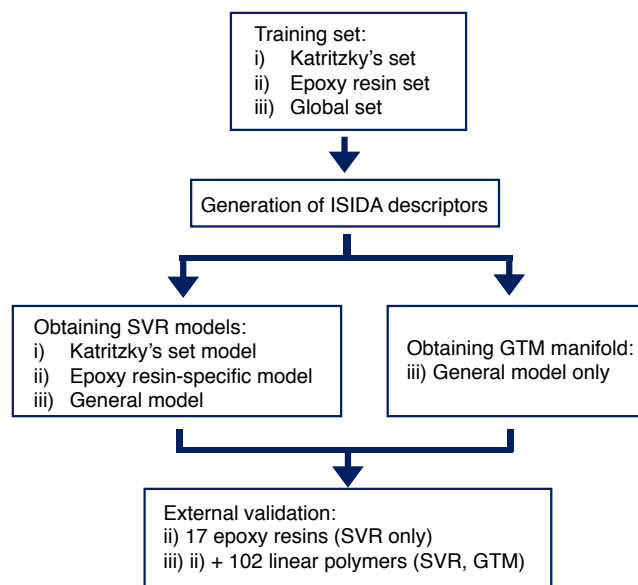 Training set:
i) Katritzky's set
ii) Epoxy resin set
iii) Global set
Generation of ISIDA descriptors
Obtaining SVR models:
i) Katritzky's set model
ii) Epoxy resin-specific model
iii) General model
Obtaining GTM manifold:
iii) General model only
External validation:
ii) 17 epoxy resins (SVR only)
iii) ii) + 102 linear polymers (SVR, GTM)